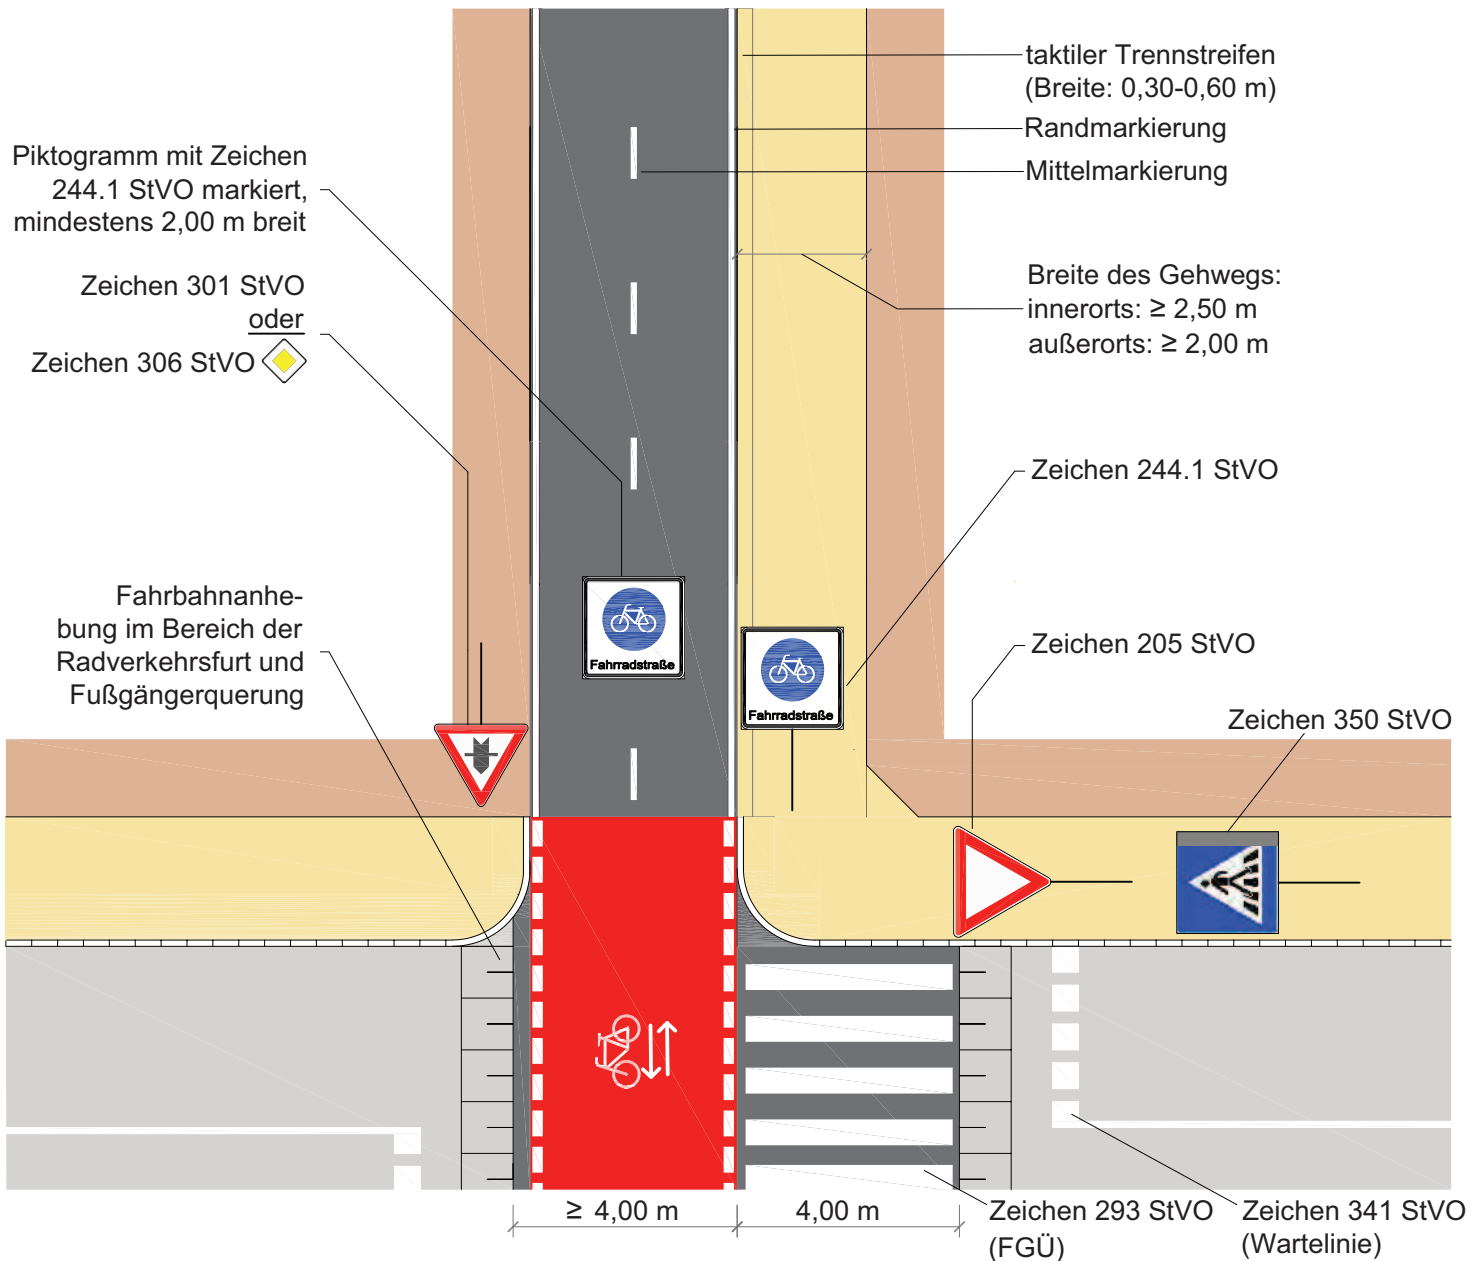 taktiler Trennstreifen
(Breite: 0,30-0,60 m)
Randmarkierung
Mittelmarkierung
Piktogramm mit Zeichen
244.1 StVO markiert,
mindestens 2,00 m breit
Zeichen 301 StVO
oder
Zeichen 306 StVO
Breite des Gehwegs:
innerorts: ≥ 2,50 m
außerorts: ≥ 2,00 m
Zeichen 244.1 StVO
Fahrbahnanhe-
bung im Bereich der
Radverkehrsfurt und
Fußgängerquerung
Fahrradstraße
Fahrradstraße
Zeichen 205 StVO
Zeichen 350 StVO
≥ 4,00 m
4,00 m
Zeichen 293 StVO
(FGÜ)
Zeichen 341 StVO
(Wartelinie)